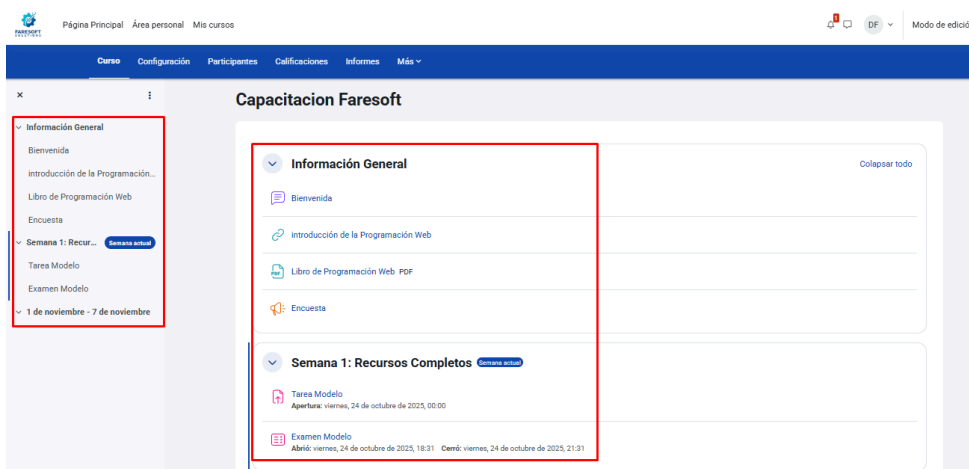 FARESOFT
SOLUTIONS
Página Principal Área personal Mis cursos
1
DF
Modo de edició
Curso Configuración Participantes Calificaciones Informes Más
Información General
Bienvenida
introducción de la Programación...
Libro de Programación Web
Encuesta
Semana 1: Recur... Semana actual
Tarea Modelo
Examen Modelo
1 de noviembre - 7 de noviembre
Capacitacion Faresoft
Información General
Colapsar todo
Bienvenida
introducción de la Programación Web
PDF
Libro de Programación Web PDF
Encuesta
Semana 1: Recursos Completos Semana actual
Tarea Modelo
Apertura: viernes, 24 de octubre de 2025, 00:00
Examen Modelo
Abrió: viernes, 24 de octubre de 2025, 18:31 Cerró: viernes, 24 de octubre de 2025, 21:31